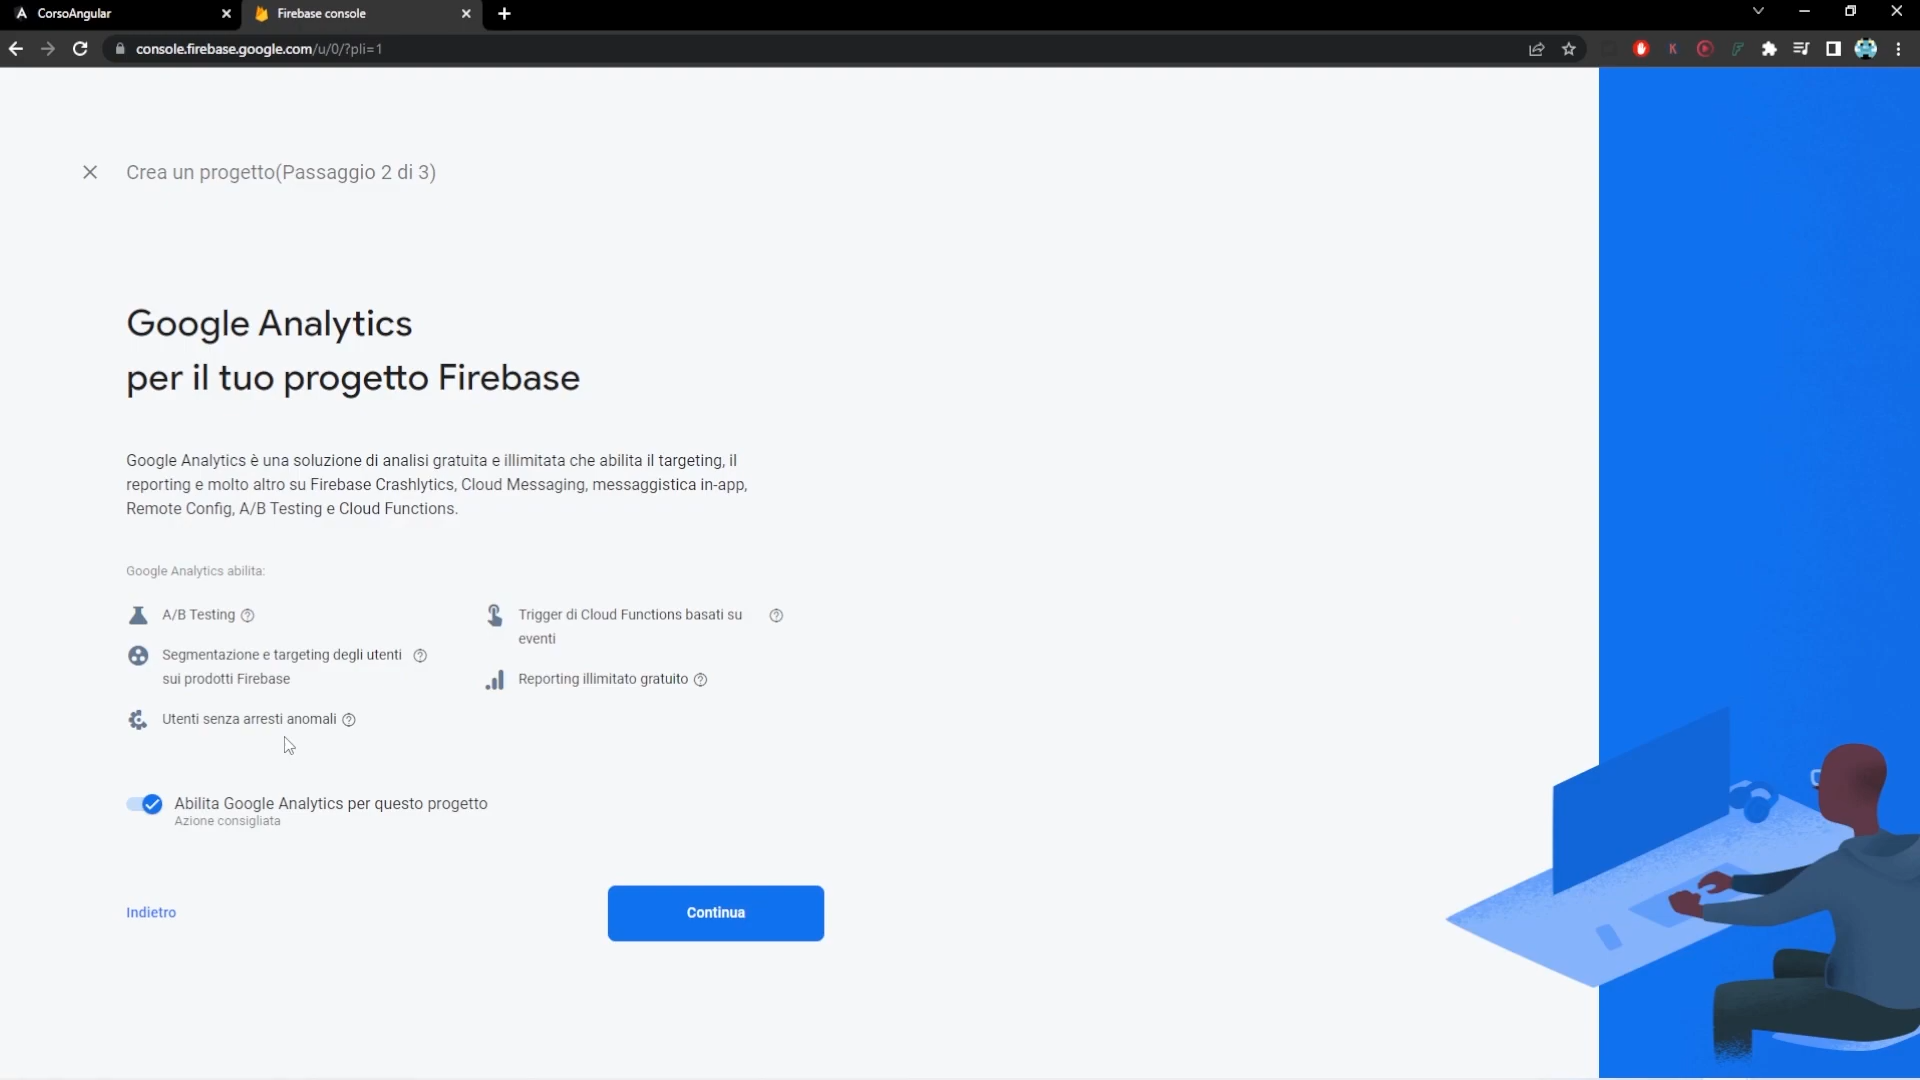 CorsoAngular
Firebase console
console.firebase.google.com/u/0/?pli=1
Crea un progetto(Passaggio 2 di 3)
Google Analytics
per il tuo progetto Firebase
Google Analytics è una soluzione di analisi gratuita e illimitata che abilita il targeting, il
reporting e molto altro su Firebase Crashlytics, Cloud Messaging, messaggistica in-app,
Remote Config, A/B Testing e Cloud Functions.
Google Analytics abilita:
A/B Testing
Segmentazione e targeting degli utenti
sui prodotti Firebase
Utenti senza arresti anomali
Trigger di Cloud Functions basati su
eventi
Reporting illimitato gratuito
Abilita Google Analytics per questo progetto
Azione consigliata
Indietro
Continua